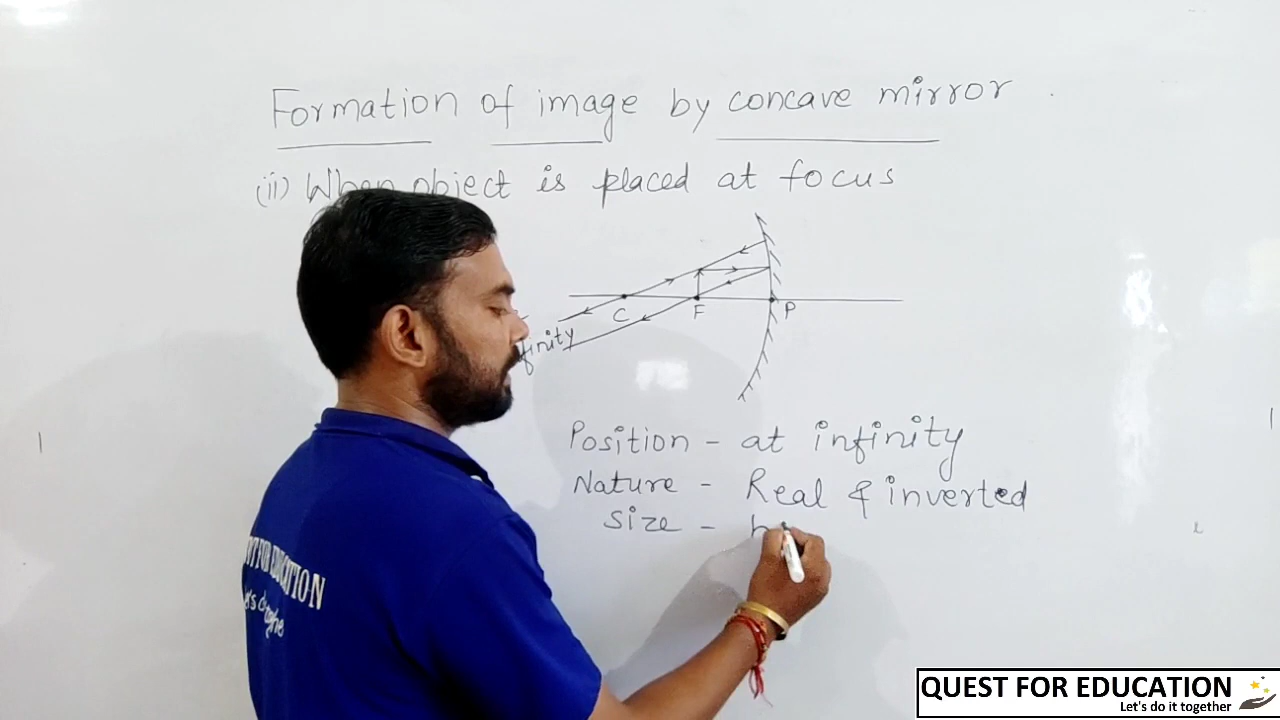 Formation of image by concave mirror
(ii) When object is placed at focus
C F P
Position - at infinity
Nature - Real & inverted
Size -
QUEST FOR EDUCATION
Let's do it together